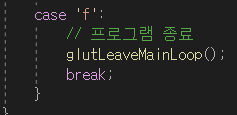 case 'f':
// 프로그램 종료
glutLeaveMainLoop();
break;
}
}